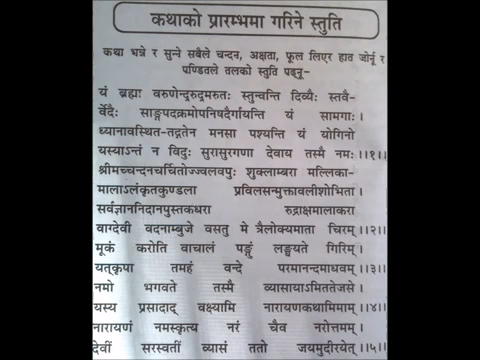 कथाको प्रारम्भमा गरिने स्तुति
कथा भन्ने र सुन्ने सबैले चन्दन, अक्षता, फूल लिएर हात जोर्नू र
पण्डितले तलको स्तुति पढ्नू–
यं ब्रह्मा वरुणेन्द्ररुद्रमरुतः स्तुन्वन्ति दिव्यैः स्तवै-
र्वेदैः साङ्गपदक्रमोपनिषदैर्गायन्ति यं सामगाः ।
ध्यानावस्थित-तद्गतेन मनसा पश्यन्ति यं योगिनो
यस्याऽन्तं न विदुः सुरासुरगणा देवाय तस्मै नमः ।।१।।
श्रीमच्चन्दनचर्चितोज्ज्वलवपुः शुक्लाम्बरा मल्लिका-
मालाऽलंकृतकुण्डला प्रविलसन्मुक्तावलीशोभिता ।
सर्वज्ञाननिदानपुस्तकधरा रुद्राक्षमालाकरा
वाग्देवी वदनाम्बुजे वसतु मे त्रैलोक्यमाता चिरम् ।।२।।
मूकं करोति वाचालं पङ्गुं लङ्घयते गिरिम् ।
यत्कृपा तमहं वन्दे परमानन्दमाधवम् ।।३।।
नमो भगवते तस्मै व्यासायाऽमिततेजसे ।
यस्य प्रसादाद् वक्ष्यामि नारायणकथामिमाम् ।।४।।
नारायणं नमस्कृत्य नरं चैव नरोत्तमम् ।
देवीं सरस्वतीं व्यासं ततो जयमुदीरयेत् ।।५।।